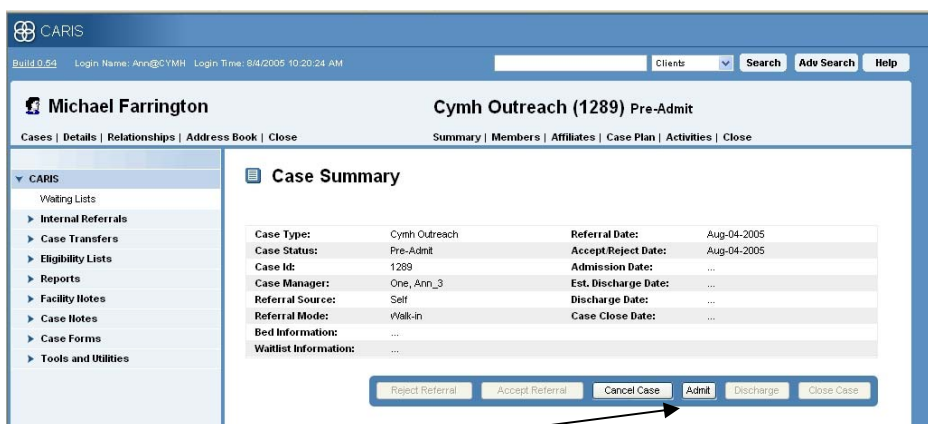 CARIS
Build 0.54 Login Name: Ann@CYMH Login Time: 8/4/2005 10:20:24 AM Clients Search Adv Search Help
Michael Farrington Cymh Outreach (1289) Pre-Admit
Cases | Details | Relationships | Address Book | Close Summary | Members | Affiliates | Case Plan | Activities | Close
CARIS
Waiting Lists
Internal Referrals
Case Transfers
Eligibility Lists
Reports
Facility Notes
Case Notes
Case Forms
Tools and Utilities
Case Summary
Case Type: Cymh Outreach Referral Date: Aug-04-2005
Case Status: Pre-Admit Accept/Reject Date: Aug-04-2005
Case Id: 1289 Admission Date: ...
Case Manager: One, Ann_3 Est. Discharge Date: ...
Referral Source: Self Discharge Date: ...
Referral Mode: Walk-in Case Close Date: ...
Bed Information: ...
Waitlist Information: ...
Reject Referral Accept Referral Cancel Case Admit Discharge Close Case